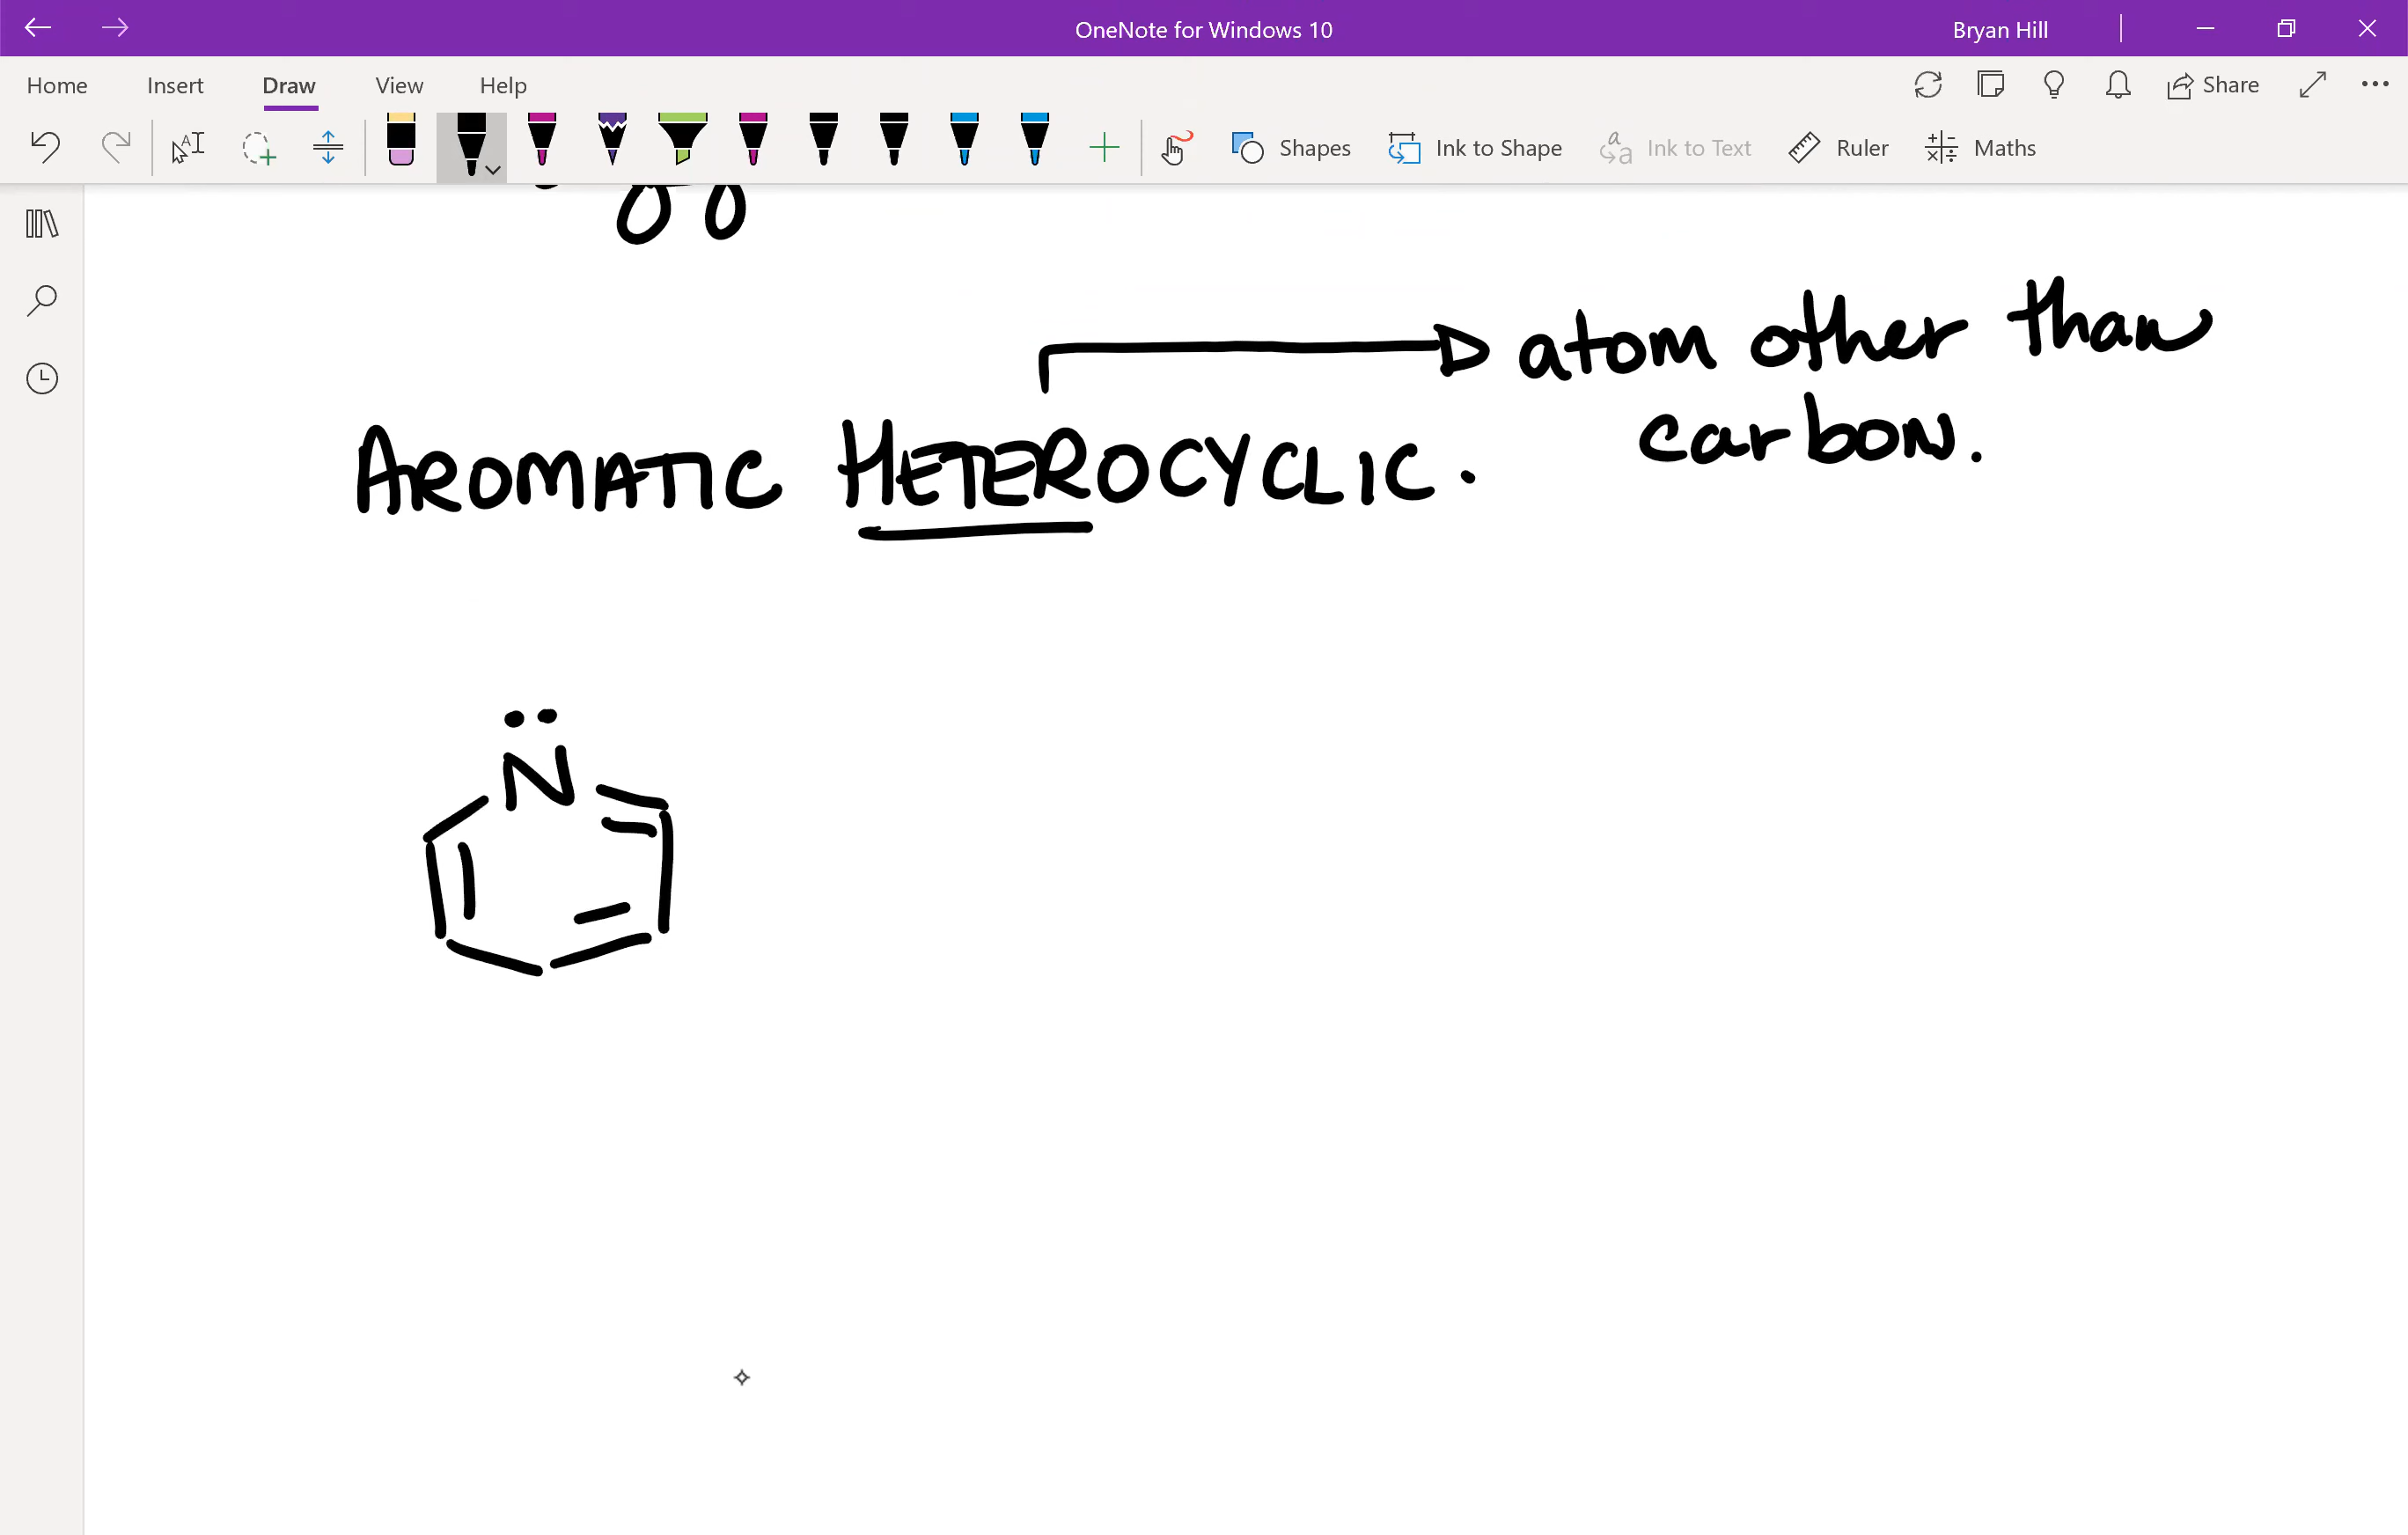 OneNote for Windows 10
Bryan Hill
Home Insert Draw View Help
Share
Shapes Ink to Shape Ink to Text Ruler Maths
atom other than
carbon.
AROMATIC HETEROCYCLIC.
N